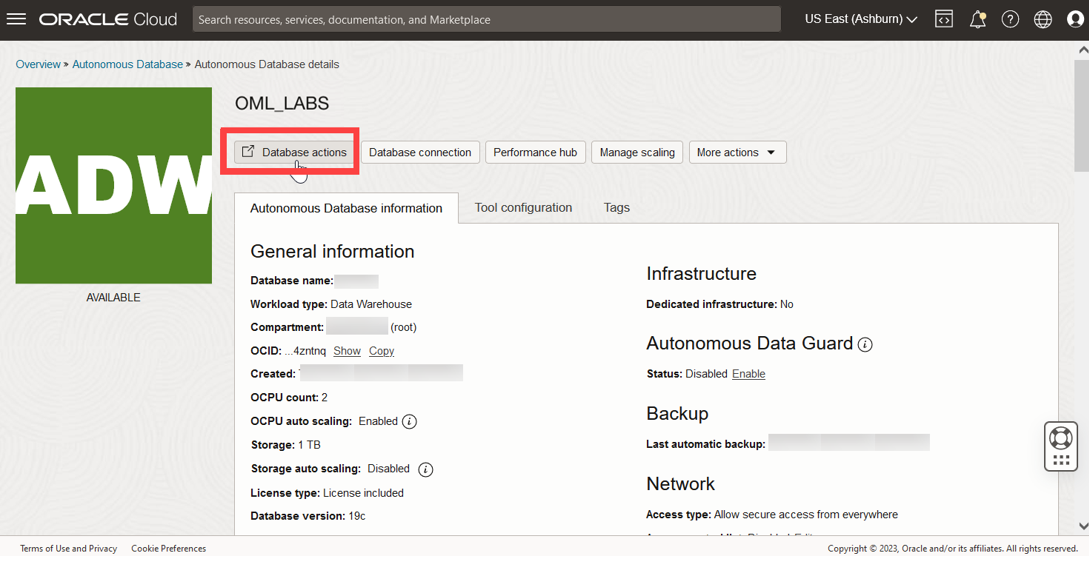 ORACLE Cloud
Search resources, services, documentation, and Marketplace
US East (Ashburn)
Overview » Autonomous Database » Autonomous Database details
ADW
AVAILABLE
OML_LABS
Database actions
Database connection
Performance hub
Manage scaling
More actions
Autonomous Database information
Tool configuration
Tags
General information
Database name:
Workload type: Data Warehouse
Compartment: (root)
OCID: ...4zntnq Show Copy
Created:
OCPU count: 2
OCPU auto scaling: Enabled
Storage: 1 TB
Storage auto scaling: Disabled
License type: License included
Database version: 19c
Infrastructure
Dedicated infrastructure: No
Autonomous Data Guard
Status: Disabled Enable
Backup
Last automatic backup:
Network
Access type: Allow secure access from everywhere
Terms of Use and Privacy
Cookie Preferences
Copyright © 2023, Oracle and/or its affiliates. All rights reserved.